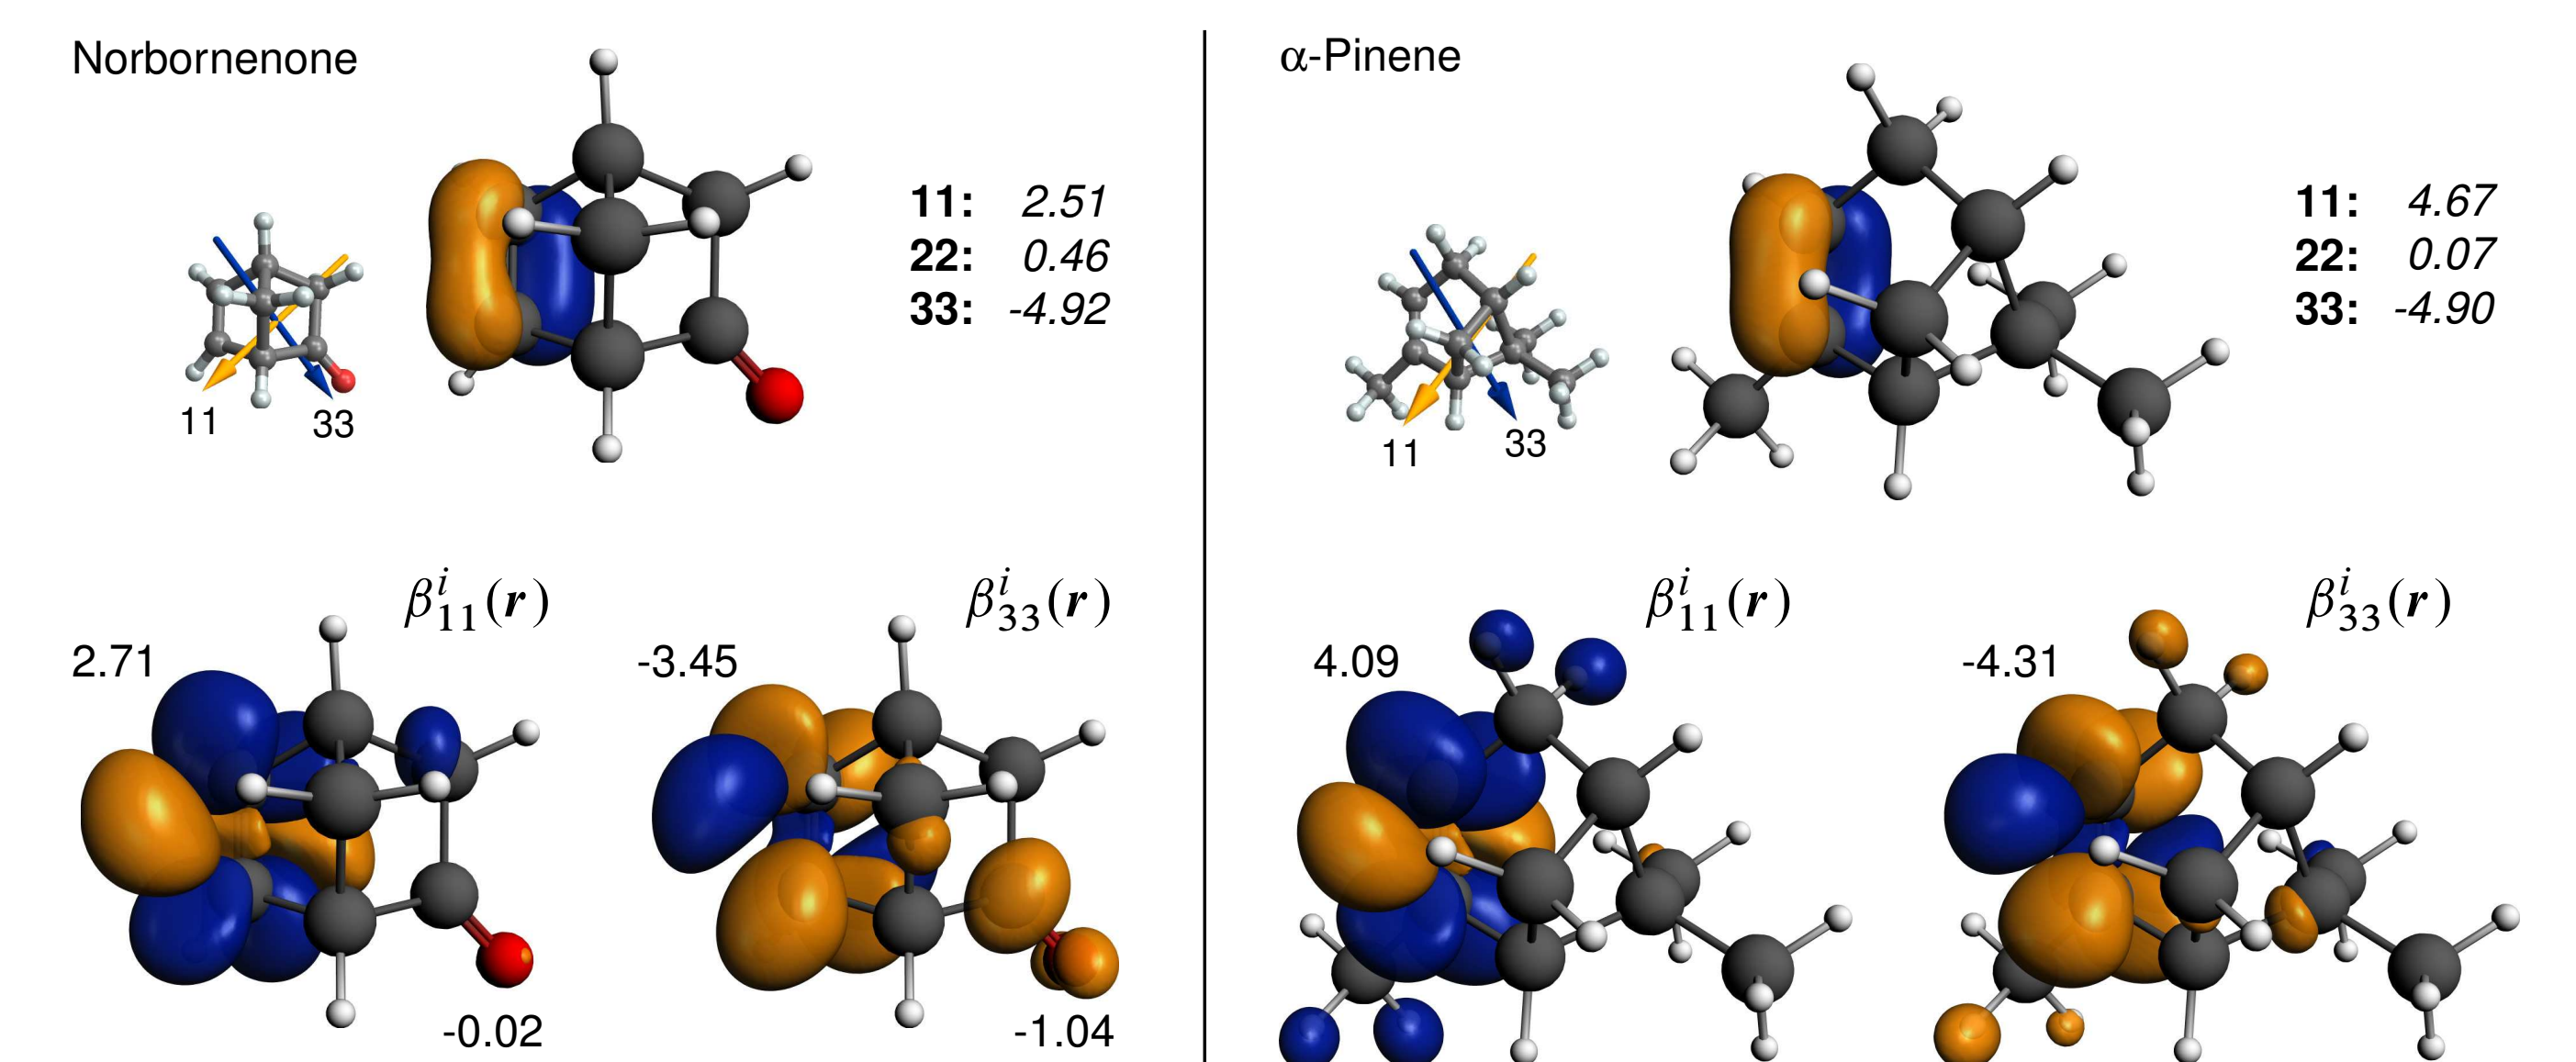 Norbornenone
11: 2.51
22: 0.46
33: -4.92
11
33
β^i_11(r)
β^i_33(r)
2.71
-3.45
-0.02
-1.04
α-Pinene
11: 4.67
22: 0.07
33: -4.90
11
33
β^i_11(r)
β^i_33(r)
4.09
-4.31